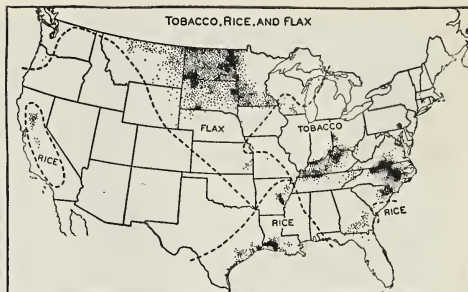 TOBACCO, RICE, AND FLAX
FLAX
TOBACCO
RICE
RICE
RICE